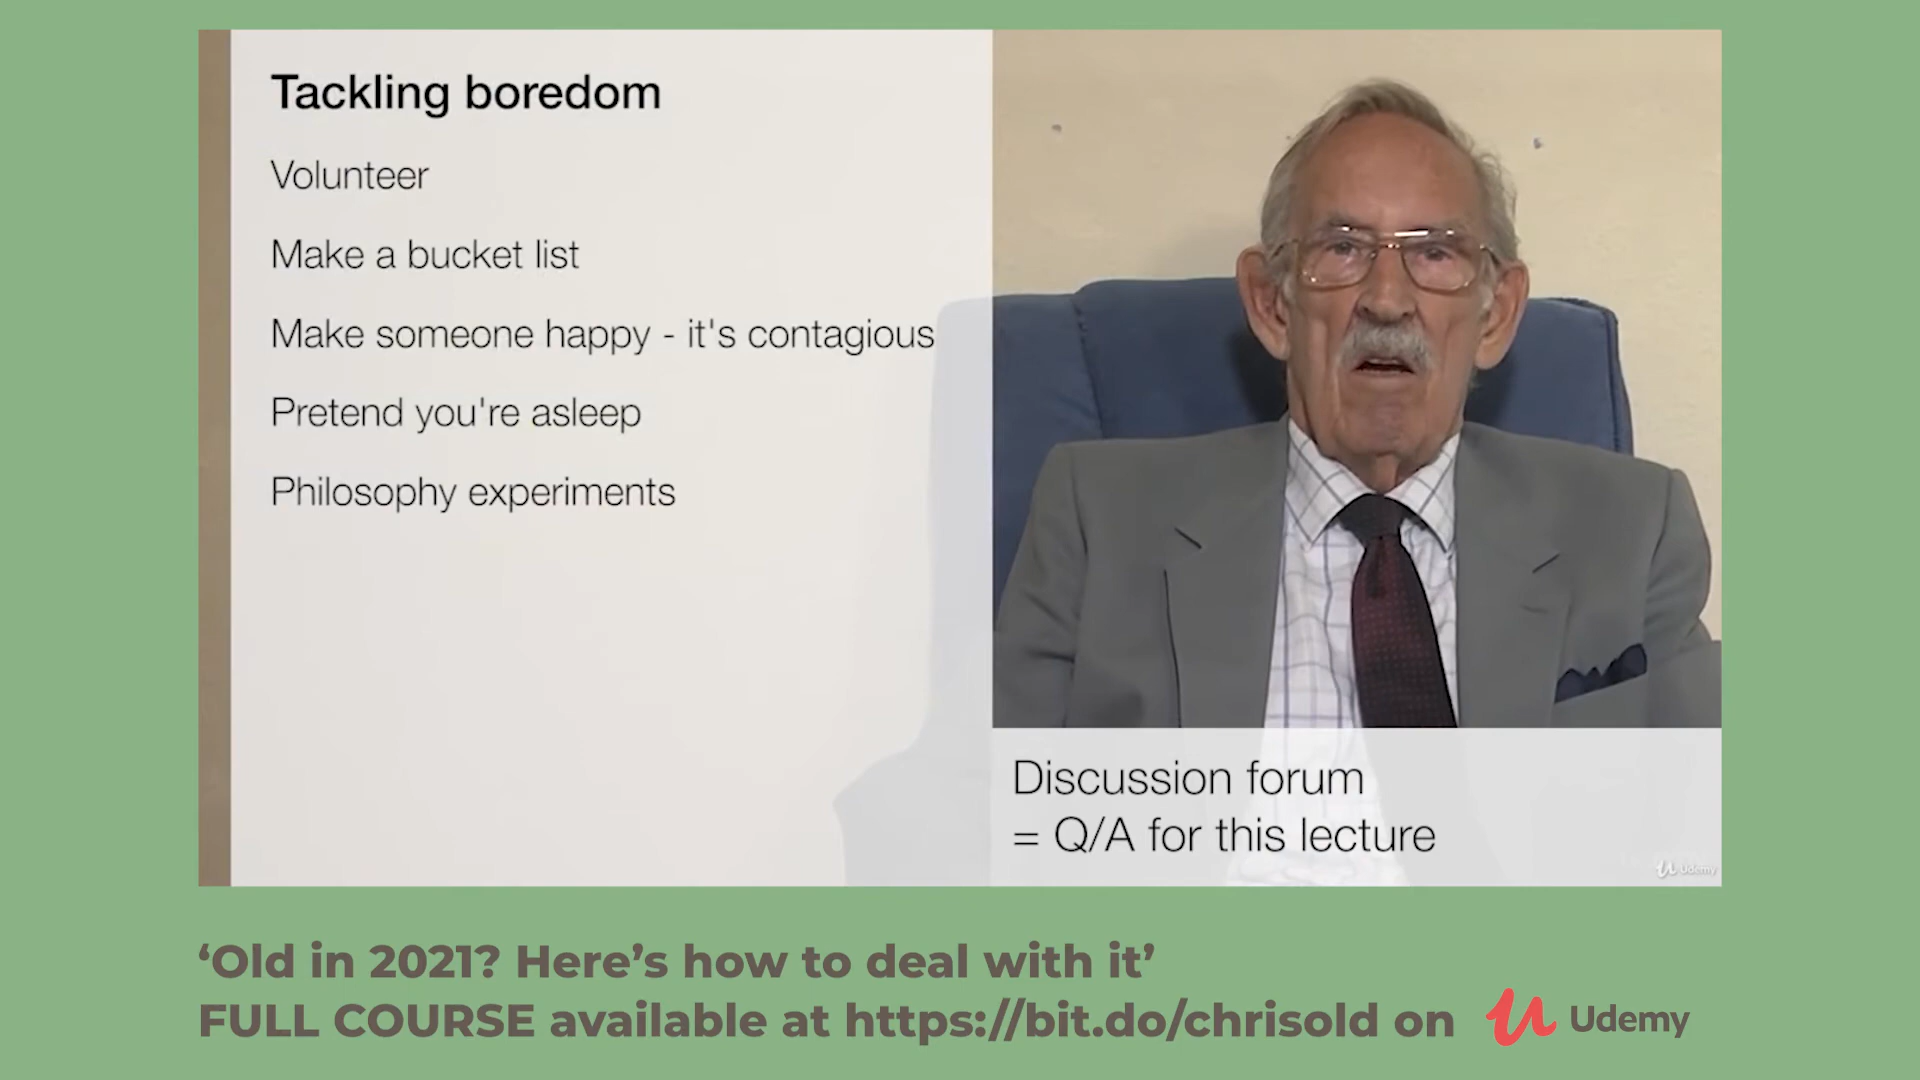 Tackling boredom
Volunteer
Make a bucket list
Make someone happy - it's contagious
Pretend you're asleep
Philosophy experiments
Discussion forum
= Q/A for this lecture
Udemy
‘Old in 2021? Here’s how to deal with it’
FULL COURSE available at https://bit.do/chrisold on Udemy